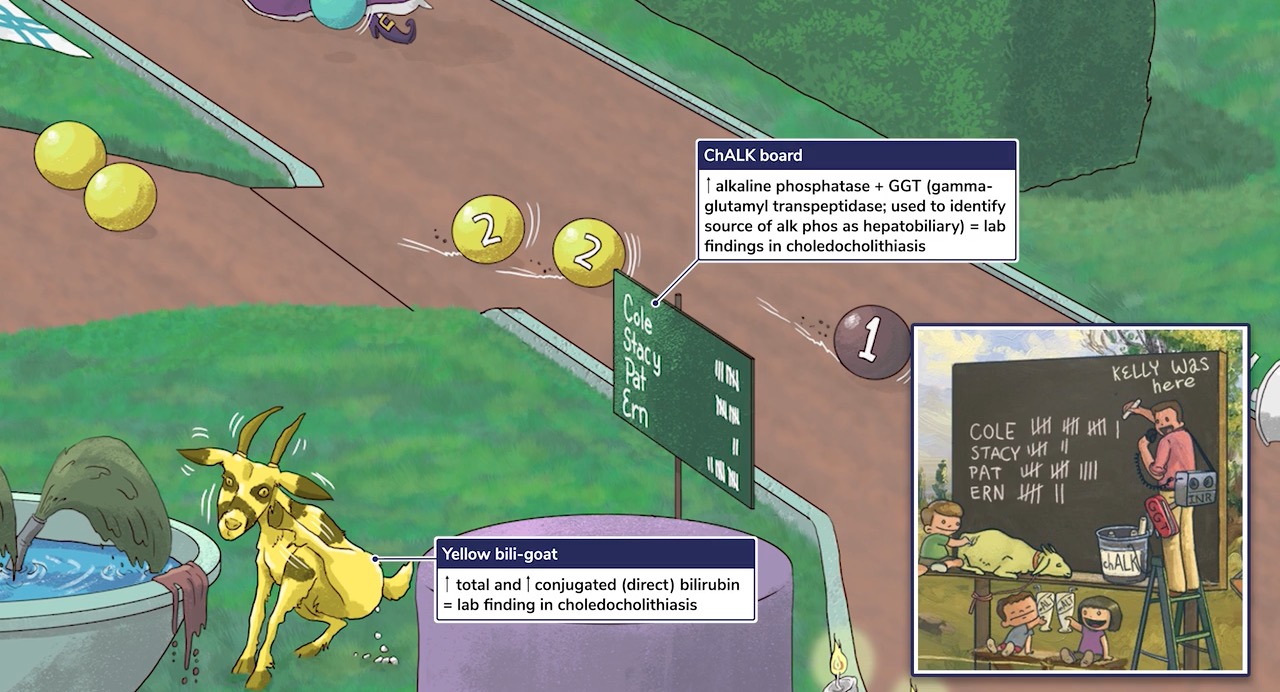 ChALK board
↑ alkaline phosphatase + GGT (gamma-
glutamyl transpeptidase; used to identify
source of alk phos as hepatobiliary) = lab
findings in choledocholithiasis
2
2
1
Cole
Stacy
Pat
Ern
KELLY WAS
here
COLE
STACY
PAT
ERN
INR
chALK
Yellow bili-goat
↑ total and ↑ conjugated (direct) bilirubin
= lab finding in choledocholithiasis